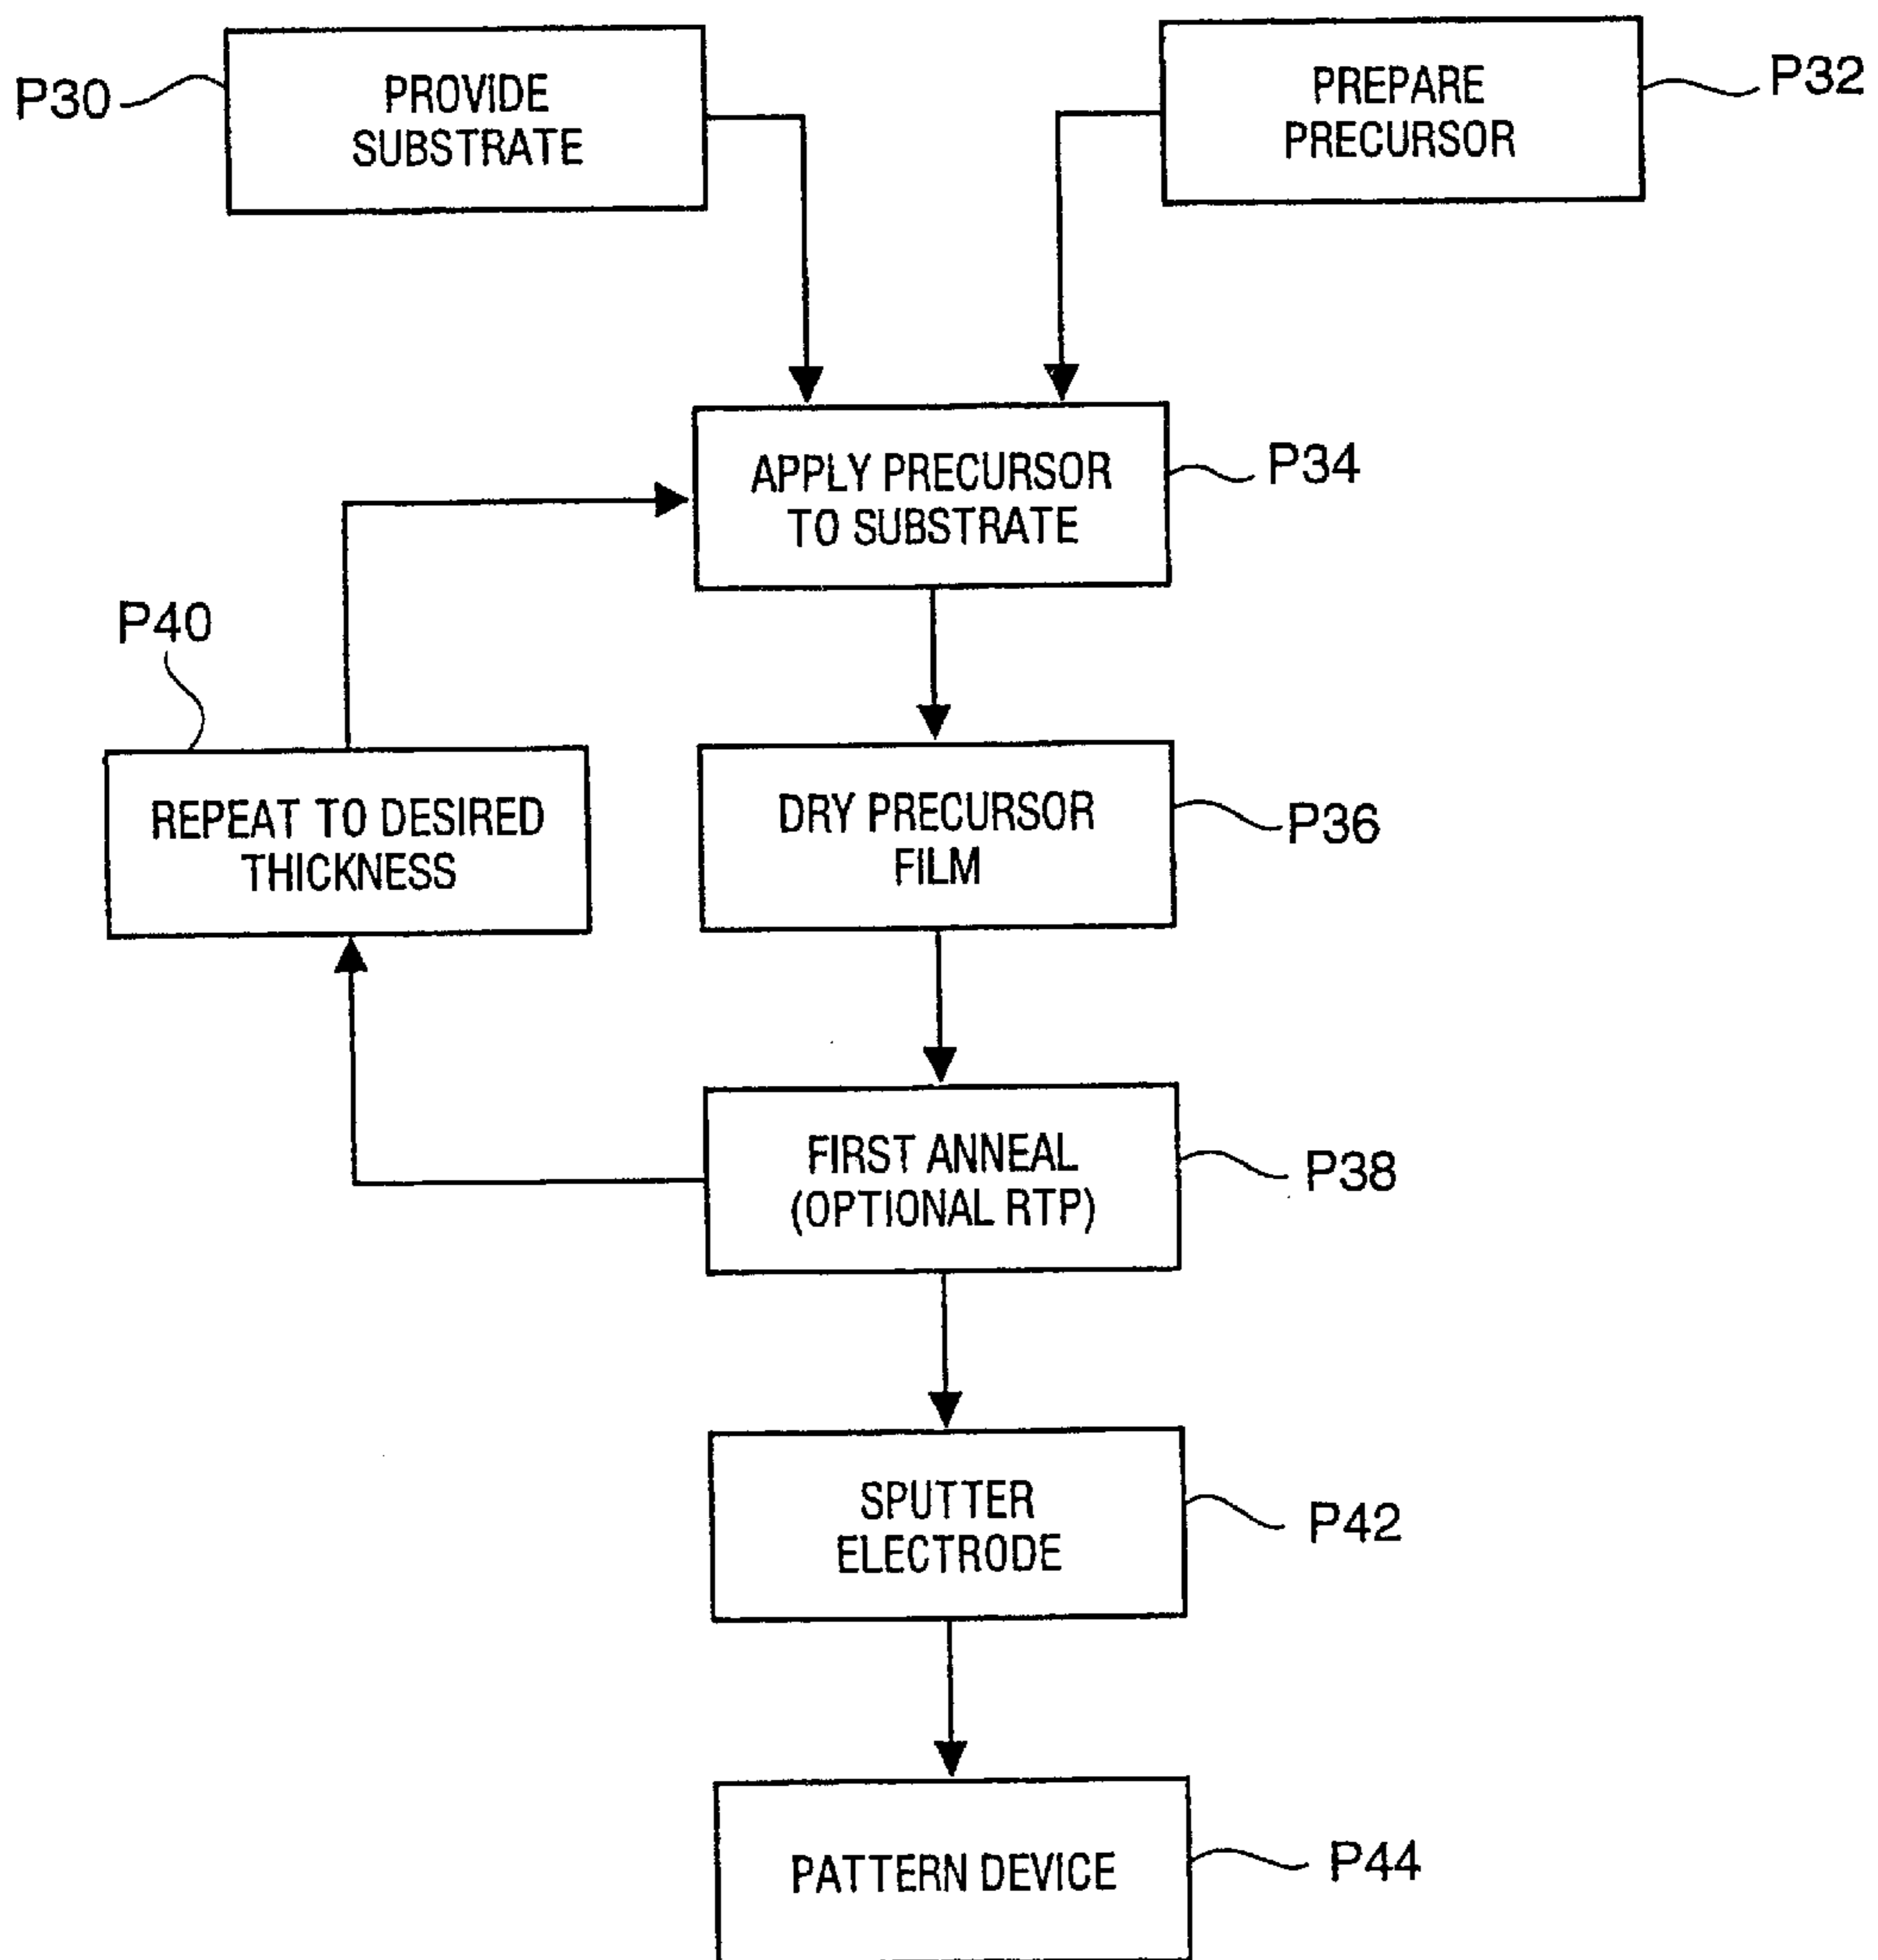 P30
PROVIDE
SUBSTRATE
PREPARE
PRECURSOR
P32
APPLY PRECURSOR
TO SUBSTRATE
P34
P40
REPEAT TO DESIRED
THICKNESS
DRY PRECURSOR
FILM
P36
FIRST ANNEAL
(OPTIONAL RTP)
P38
SPUTTER
ELECTRODE
P42
PATTERN DEVICE
P44